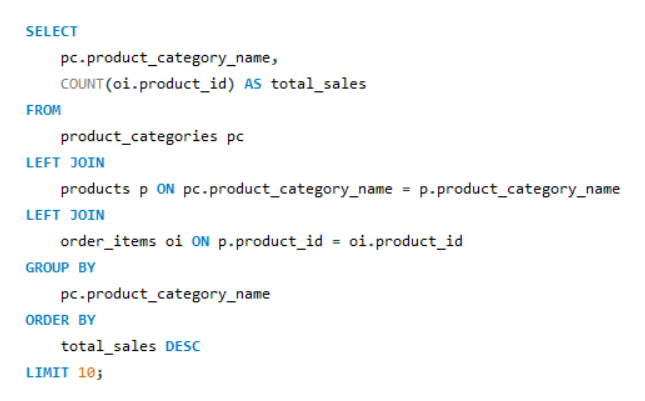 SELECT
pc.product_category_name,
COUNT(oi.product_id) AS total_sales
FROM
product_categories pc
LEFT JOIN
products p ON pc.product_category_name = p.product_category_name
LEFT JOIN
order_items oi ON p.product_id = oi.product_id
GROUP BY
pc.product_category_name
ORDER BY
total_sales DESC
LIMIT 10;